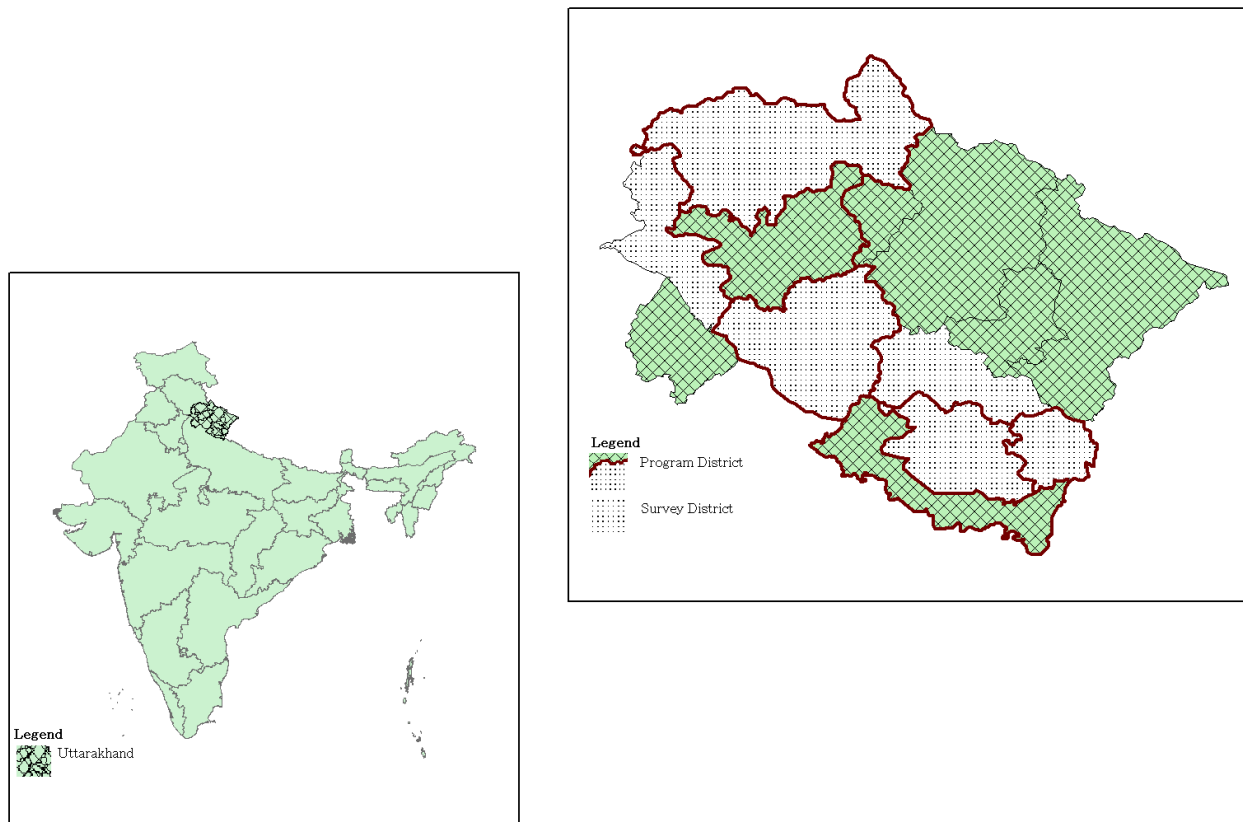 Legend
Program District
Survey District
Legend
Uttarakhand